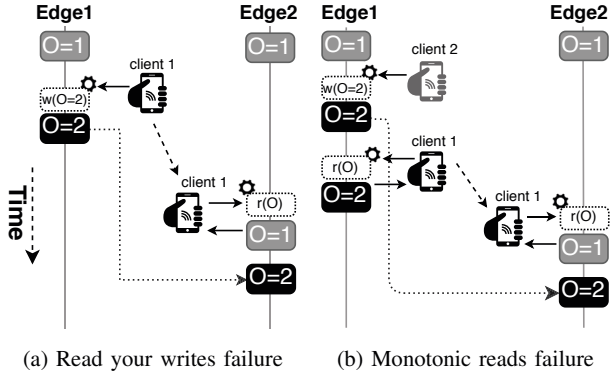 Edge1
Edge2
O=1
O=1
client 1
w(O=2)
O=2
client 1
r(O)
O=1
O=2
Time
(a) Read your writes failure
Edge1
Edge2
O=1
O=1
client 2
w(O=2)
O=2
client 1
r(O)
O=2
client 1
r(O)
O=1
O=2
(b) Monotonic reads failure